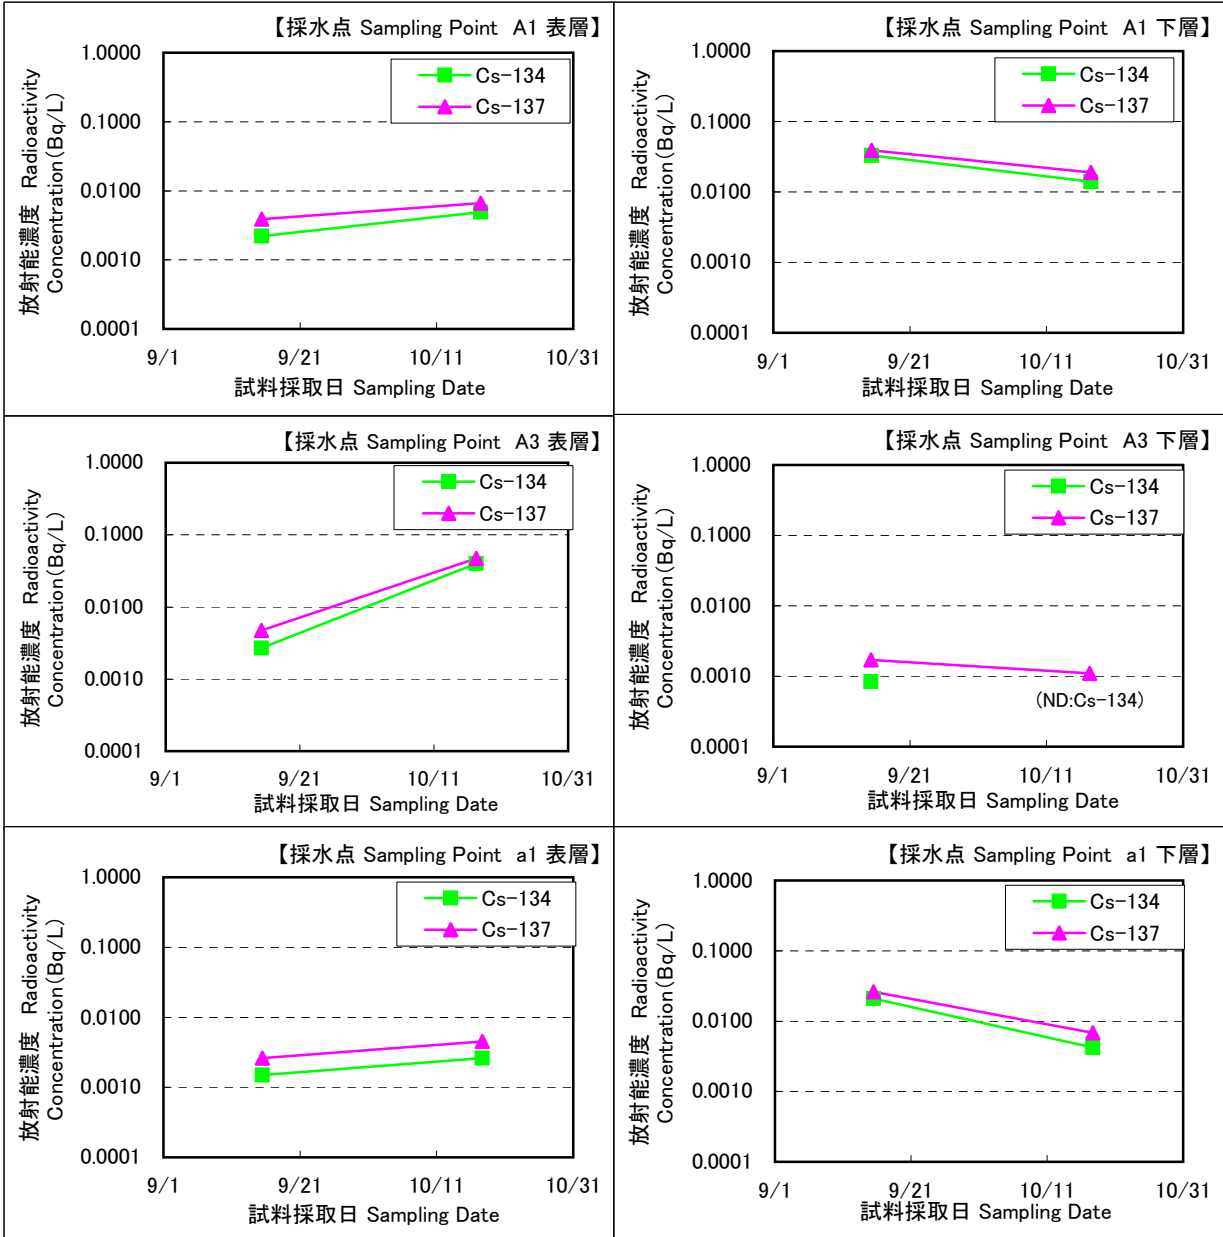 【採水点 Sampling Point A1 表層】
放射能濃度 Radioactivity
Concentration(Bq/L)
1.0000
0.1000
0.0100
0.0010
0.0001
Cs-134
Cs-137
9/1 9/21 10/11 10/31
試料採取日 Sampling Date
【採水点 Sampling Point A1 下層】
放射能濃度 Radioactivity
Concentration(Bq/L)
1.0000
0.1000
0.0100
0.0010
0.0001
Cs-134
Cs-137
9/1 9/21 10/11 10/31
試料採取日 Sampling Date
【採水点 Sampling Point A3 表層】
放射能濃度 Radioactivity
Concentration(Bq/L)
1.0000
0.1000
0.0100
0.0010
0.0001
Cs-134
Cs-137
9/1 9/21 10/11 10/31
試料採取日 Sampling Date
【採水点 Sampling Point A3 下層】
放射能濃度 Radioactivity
Concentration(Bq/L)
1.0000
0.1000
0.0100
0.0010
0.0001
Cs-134
Cs-137
(ND:Cs-134)
9/1 9/21 10/11 10/31
試料採取日 Sampling Date
【採水点 Sampling Point a1 表層】
放射能濃度 Radioactivity
Concentration(Bq/L)
1.0000
0.1000
0.0100
0.0010
0.0001
Cs-134
Cs-137
9/1 9/21 10/11 10/31
試料採取日 Sampling Date
【採水点 Sampling Point a1 下層】
放射能濃度 Radioactivity
Concentration(Bq/L)
1.0000
0.1000
0.0100
0.0010
0.0001
Cs-134
Cs-137
9/1 9/21 10/11 10/31
試料採取日 Sampling Date